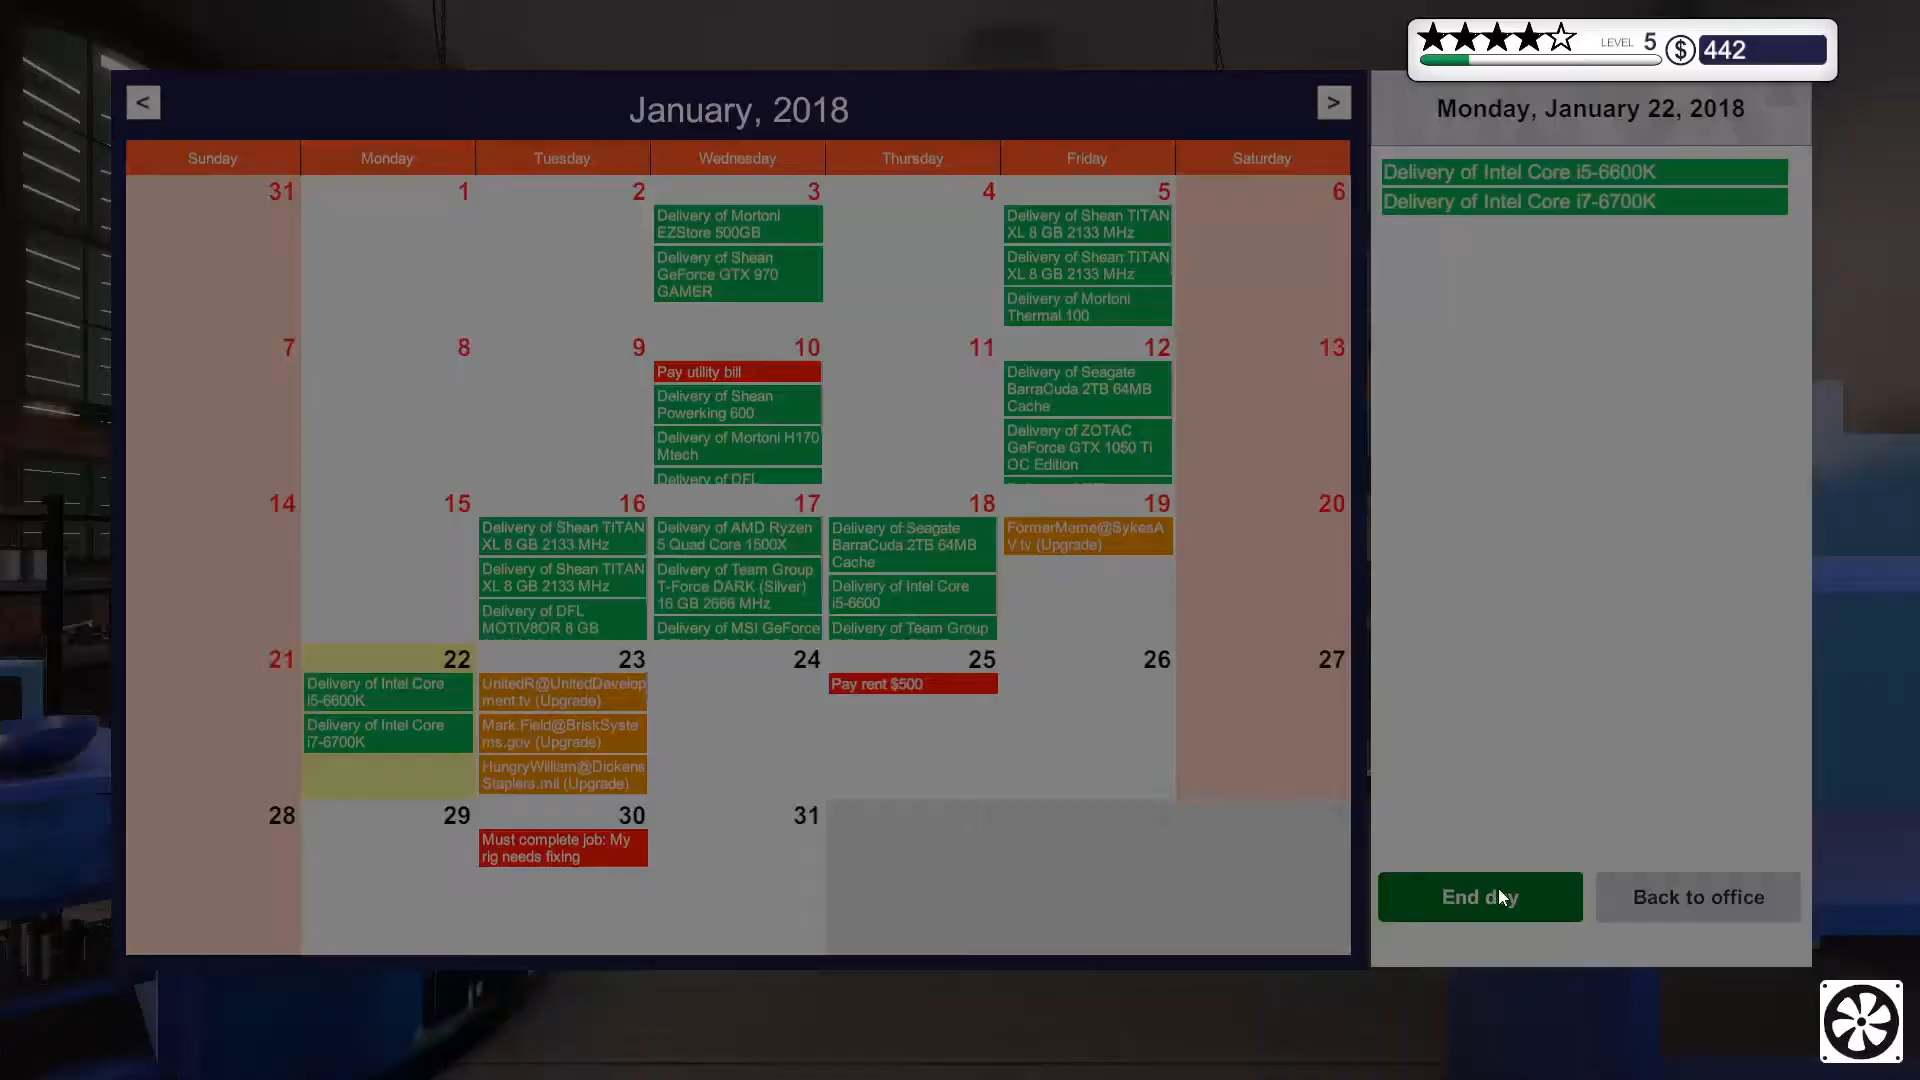 LEVEL 5
$ 442
< January, 2018 >
Monday, January 22, 2018
Sunday Monday Tuesday Wednesday Thursday Friday Saturday
31 1 2 3 4 5 6
Delivery of Mortoni
EZStore 500GB
Delivery of Shean
GeForce GTX 970
GAMER
Delivery of Shean TITAN
XL 8 GB 2133 MHz
Delivery of Shean TITAN
XL 8 GB 2133 MHz
Delivery of Mortoni
Thermal 100
7 8 9 10 11 12 13
Pay utility bill
Delivery of Shean
Powerking 600
Delivery of Mortoni H170
Mtech
Delivery of DFL
Delivery of Seagate
BarraCuda 2TB 64MB
Cache
Delivery of ZOTAC
GeForce GTX 1050 Ti
OC Edition
14 15 16 17 18 19 20
Delivery of Shean TITAN
XL 8 GB 2133 MHz
Delivery of Shean TITAN
XL 8 GB 2133 MHz
Delivery of DFL
MOTIV8OR 8 GB
Delivery of AMD Ryzen
5 Quad Core 1500X
Delivery of Team Group
T-Force DARK (Silver)
16 GB 2666 MHz
Delivery of MSI GeForce
Delivery of Seagate
BarraCuda 2TB 64MB
Cache
Delivery of Intel Core
i5-6600
Delivery of Team Group
FormerMeme@SykesA
V.tv (Upgrade)
21 22 23 24 25 26 27
Delivery of Intel Core
i5-6600K
Delivery of Intel Core
i7-6700K
UnitedR@UnitedDevelop
ment.tv (Upgrade)
Mark.Field@BriskSyste
ms.gov (Upgrade)
HungryWilliam@Dickens
Staplers.mil (Upgrade)
Pay rent $500
28 29 30 31
Must complete job: My
rig needs fixing
Delivery of Intel Core i5-6600K
Delivery of Intel Core i7-6700K
End day
Back to office